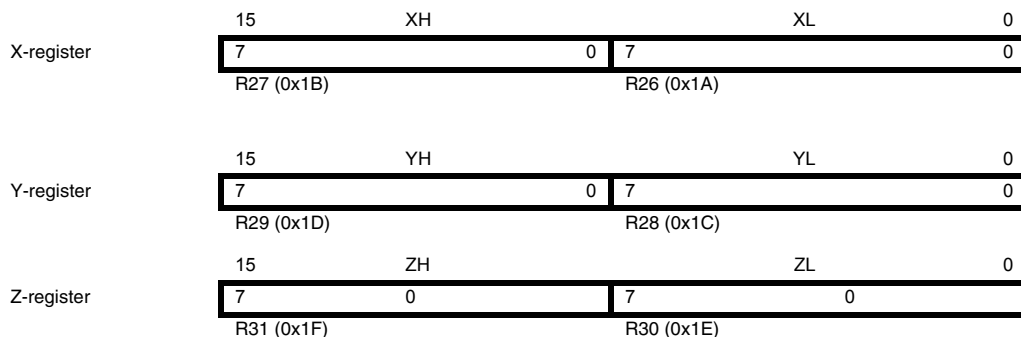 15 XH XL 0
X-register 7 0 7 0
R27 (0x1B) R26 (0x1A)
15 YH YL 0
Y-register 7 0 7 0
R29 (0x1D) R28 (0x1C)
15 ZH ZL 0
Z-register 7 0 7 0
R31 (0x1F) R30 (0x1E)